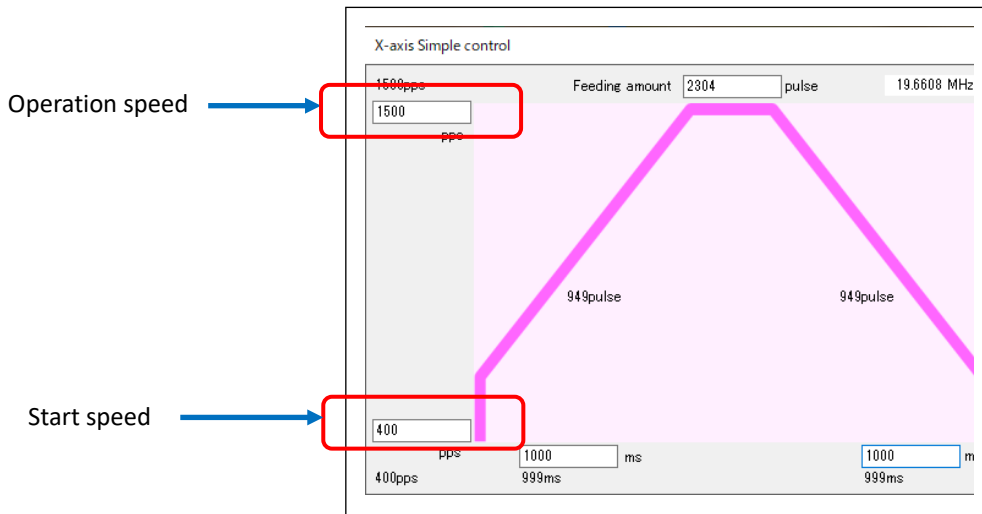 X-axis Simple control
1500pps
Feeding amount 2304 pulse
19.6608 MHz
Operation speed
1500
pps
949pulse
949pulse
Start speed
400
pps
1000 ms
1000 m
400pps
999ms
999ms